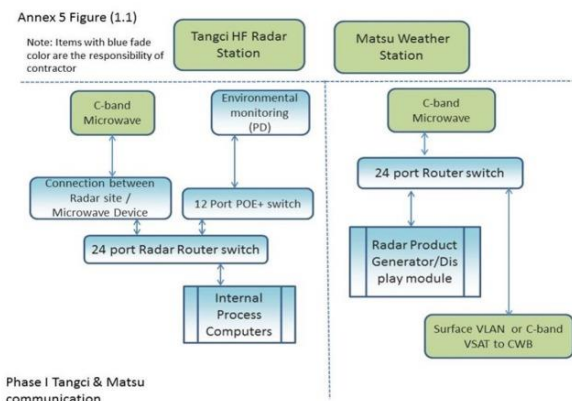 Annex 5 Figure (1.1)
Note: Items with blue fade
color are the responsibility of
contractor
Tangci HF Radar
Station
Matsu Weather
Station
C-band
Microwave
Environmental
monitoring
(PD)
Connection between
Radar site /
Microwave Device
12 Port POE+ switch
24 port Radar Router switch
Internal
Process
Computers
C-band
Microwave
24 port Router switch
Radar Product
Generator/Dis
play module
Surface VLAN or C-band
VSAT to CWB
Phase I Tangci & Matsu
communication